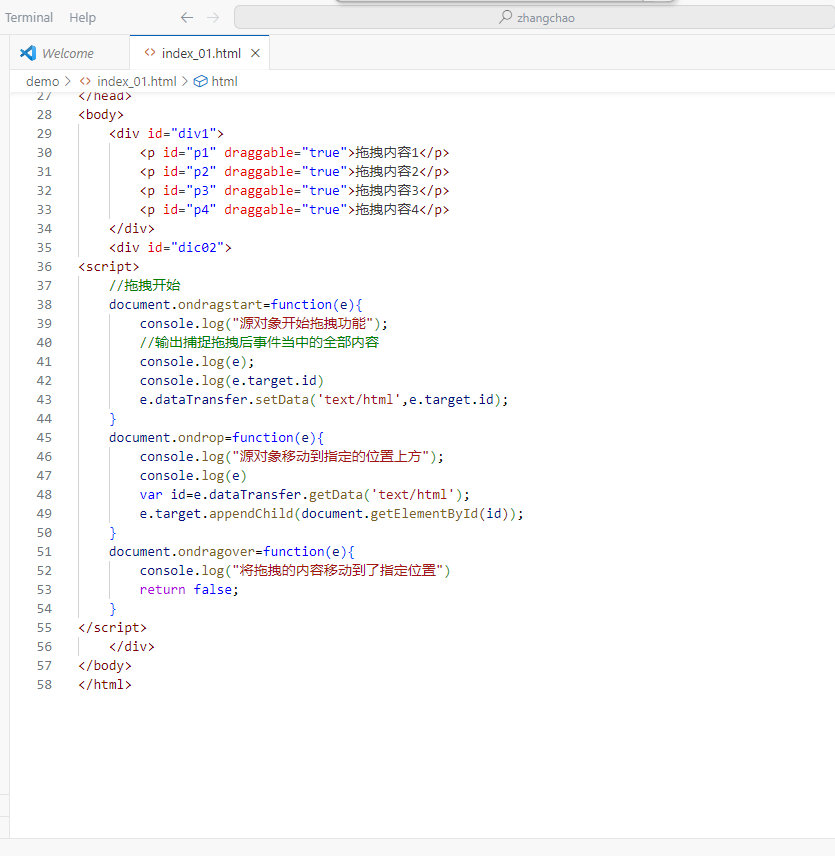 Terminal Help
zhangchao
Welcome
<> index_01.html ×
demo > <> index_01.html > html
27 </head>
28 <body>
29 <div id="div1">
30 <p id="p1" draggable="true">拖拽内容1</p>
31 <p id="p2" draggable="true">拖拽内容2</p>
32 <p id="p3" draggable="true">拖拽内容3</p>
33 <p id="p4" draggable="true">拖拽内容4</p>
34 </div>
35 <div id="dic02">
36 <script>
37 //拖拽开始
38 document.ondragstart=function(e){
39 console.log("源对象开始拖拽功能");
40 //输出捕捉拖拽后事件当中的全部内容
41 console.log(e);
42 console.log(e.target.id)
43 e.dataTransfer.setData('text/html',e.target.id);
44 }
45 document.ondrop=function(e){
46 console.log("源对象移动到指定的位置上方");
47 console.log(e)
48 var id=e.dataTransfer.getData('text/html');
49 e.target.appendChild(document.getElementById(id));
50 }
51 document.ondragover=function(e){
52 console.log("将拖拽的内容移动到了指定位置")
53 return false;
54 }
55 </script>
56 </div>
57 </body>
58 </html>